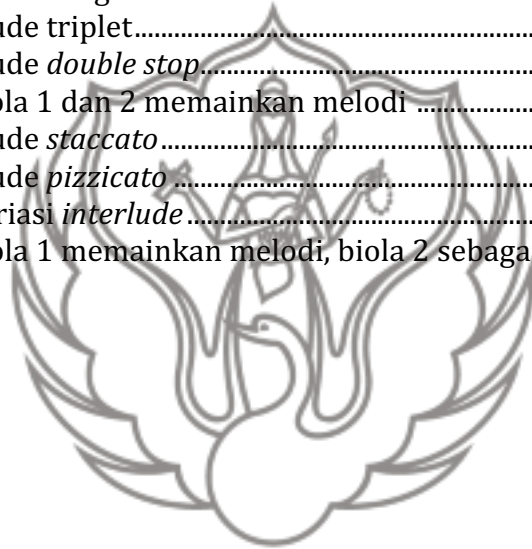 ude triplet
ude double stop
ola 1 dan 2 memainkan melodi
ude staccato
ude pizzicato
riasi interlude
ola 1 memainkan melodi, biola 2 sebaga